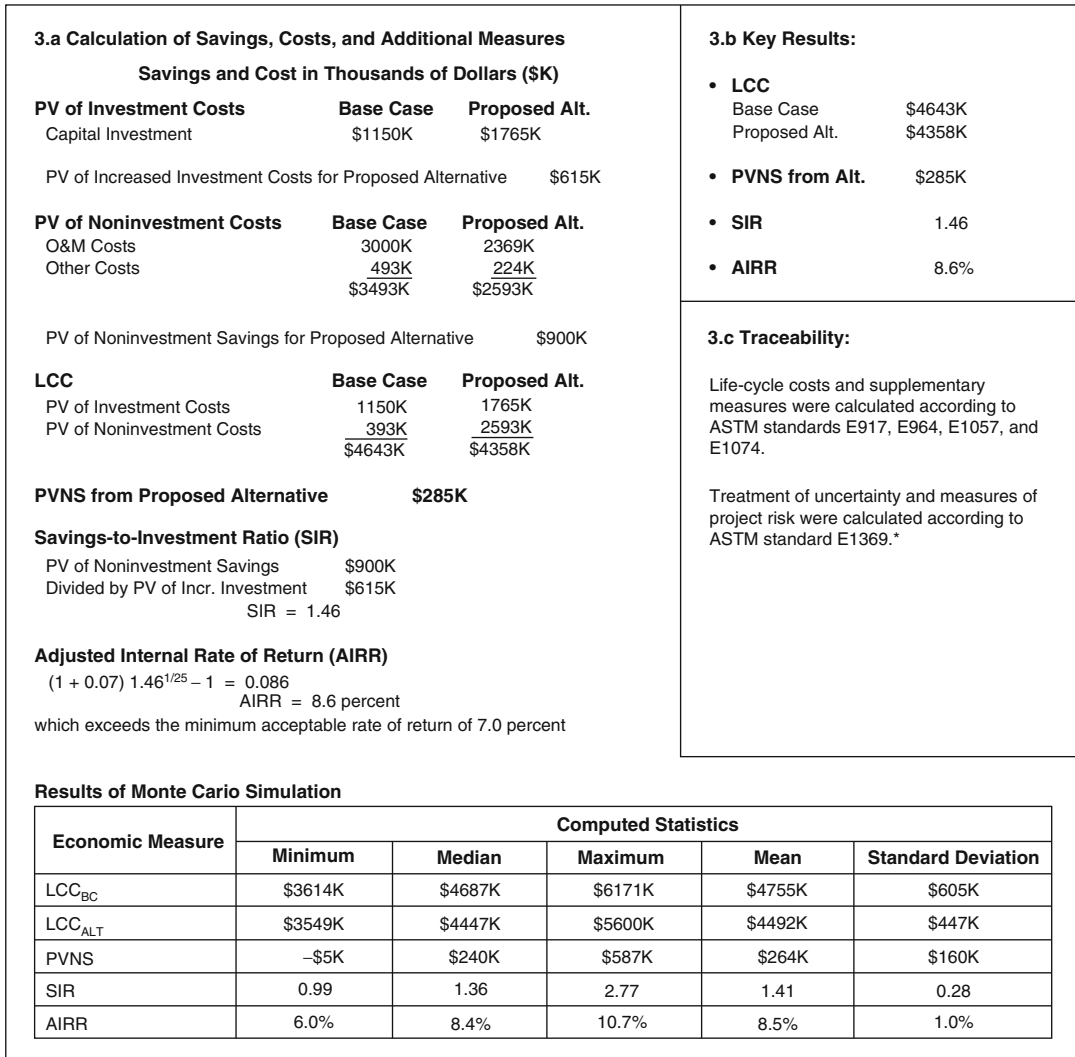 3.a Calculation of Savings, Costs, and Additional Measures
Savings and Cost in Thousands of Dollars ($K)
PV of Investment Costs Base Case Proposed Alt.
Capital Investment $1150K $1765K
PV of Increased Investment Costs for Proposed Alternative $615K
PV of Noninvestment Costs Base Case Proposed Alt.
O&M Costs 3000K 2369K
Other Costs 493K 224K
$3493K $2593K
PV of Noninvestment Savings for Proposed Alternative $900K
LCC Base Case Proposed Alt.
PV of Investment Costs 1150K 1765K
PV of Noninvestment Costs 393K 2593K
$4643K $4358K
PVNS from Proposed Alternative $285K
Savings-to-Investment Ratio (SIR)
PV of Noninvestment Savings $900K
Divided by PV of Incr. Investment $615K
SIR = 1.46
Adjusted Internal Rate of Return (AIRR)
(1 + 0.07) 1.46^1/25 – 1 = 0.086
AIRR = 8.6 percent
which exceeds the minimum acceptable rate of return of 7.0 percent
3.b Key Results:
• LCC
Base Case $4643K
Proposed Alt. $4358K
• PVNS from Alt. $285K
• SIR 1.46
• AIRR 8.6%
3.c Traceability:
Life-cycle costs and supplementary
measures were calculated according to
ASTM standards E917, E964, E1057, and
E1074.
Treatment of uncertainty and measures of
project risk were calculated according to
ASTM standard E1369.*
Results of Monte Cario Simulation
Economic Measure Computed Statistics
Minimum Median Maximum Mean Standard Deviation
LCC_BC $3614K $4687K $6171K $4755K $605K
LCC_ALT $3549K $4447K $5600K $4492K $447K
PVNS –$5K $240K $587K $264K $160K
SIR 0.99 1.36 2.77 1.41 0.28
AIRR 6.0% 8.4% 10.7% 8.5% 1.0%